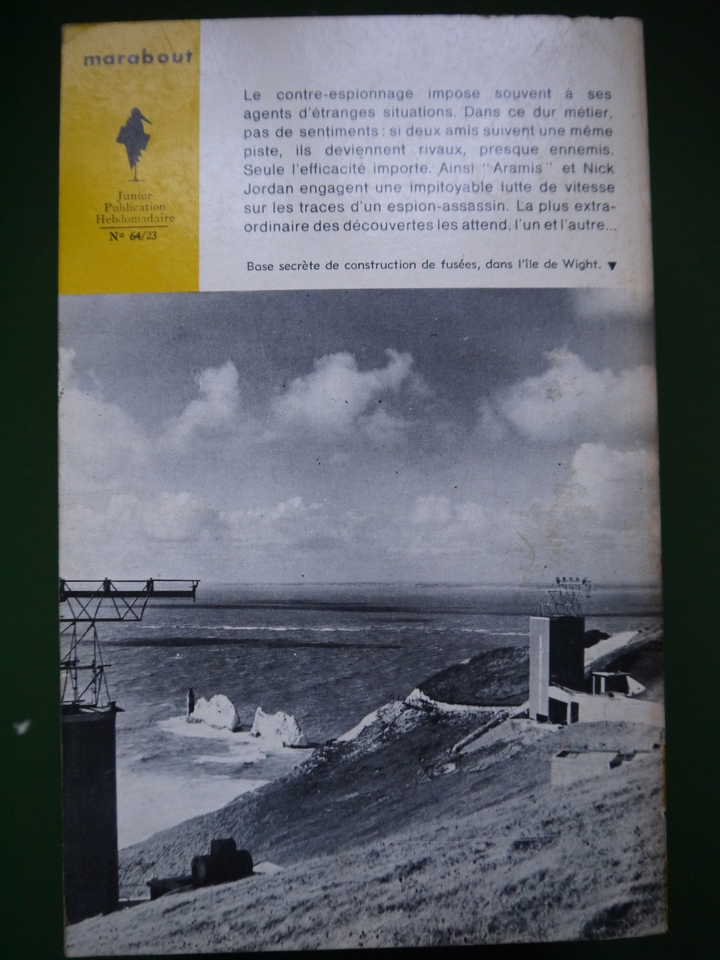 marabout
Junior
Publication
Hebdomadaire
Nº 64/23
Le contre-espionnage impose souvent à ses
agents d'étranges situations. Dans ce dur métier,
pas de sentiments : si deux amis suivent une même
piste, ils deviennent rivaux, presque ennemis.
Seule l'efficacité importe. Ainsi "Aramis" et Nick
Jordan engagent une impitoyable lutte de vitesse
sur les traces d'un espion-assassin. La plus extra-
ordinaire des découvertes les attend, l'un et l'autre...
Base secrète de construction de fusées, dans l'île de Wight. ▼